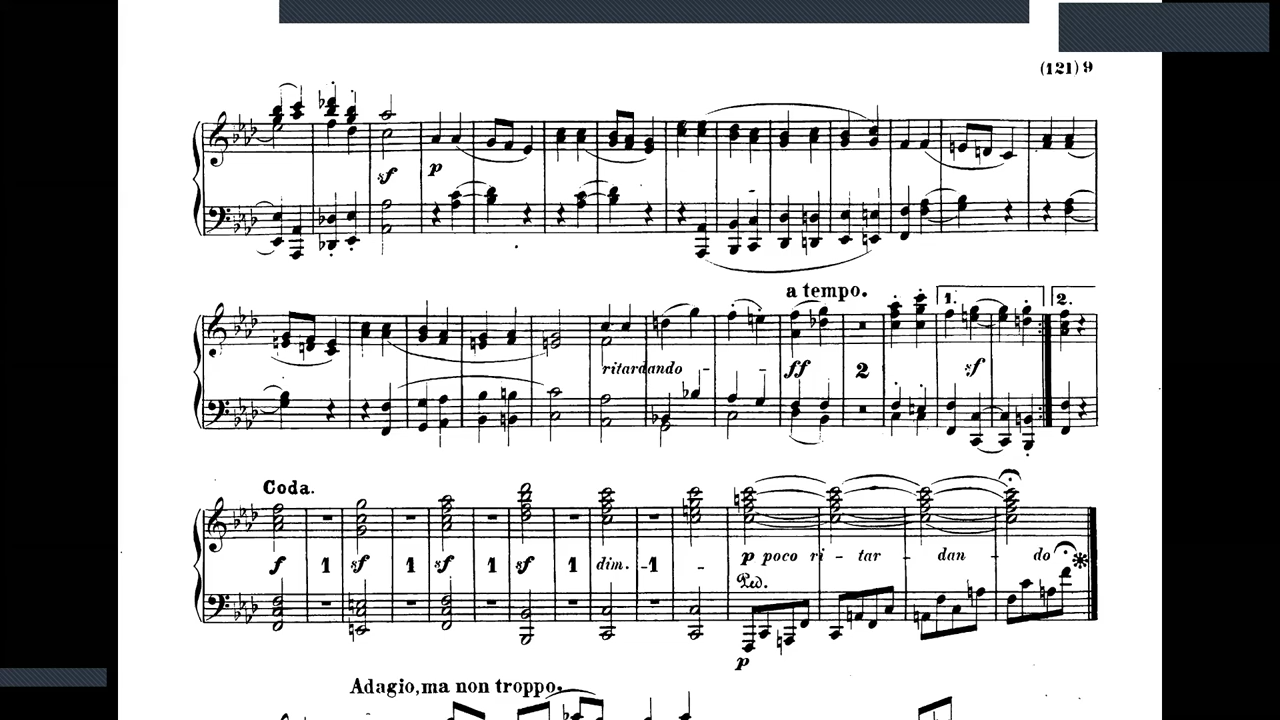 (121) 9
sf p
a tempo.
1. 2.
ritardando - - ff 2 sf
Coda.
f 1 sf 1 sf 1 sf 1 dim. - 1 - p poco ri - tar - dan - do *
Ped.
p
Adagio, ma non troppo.